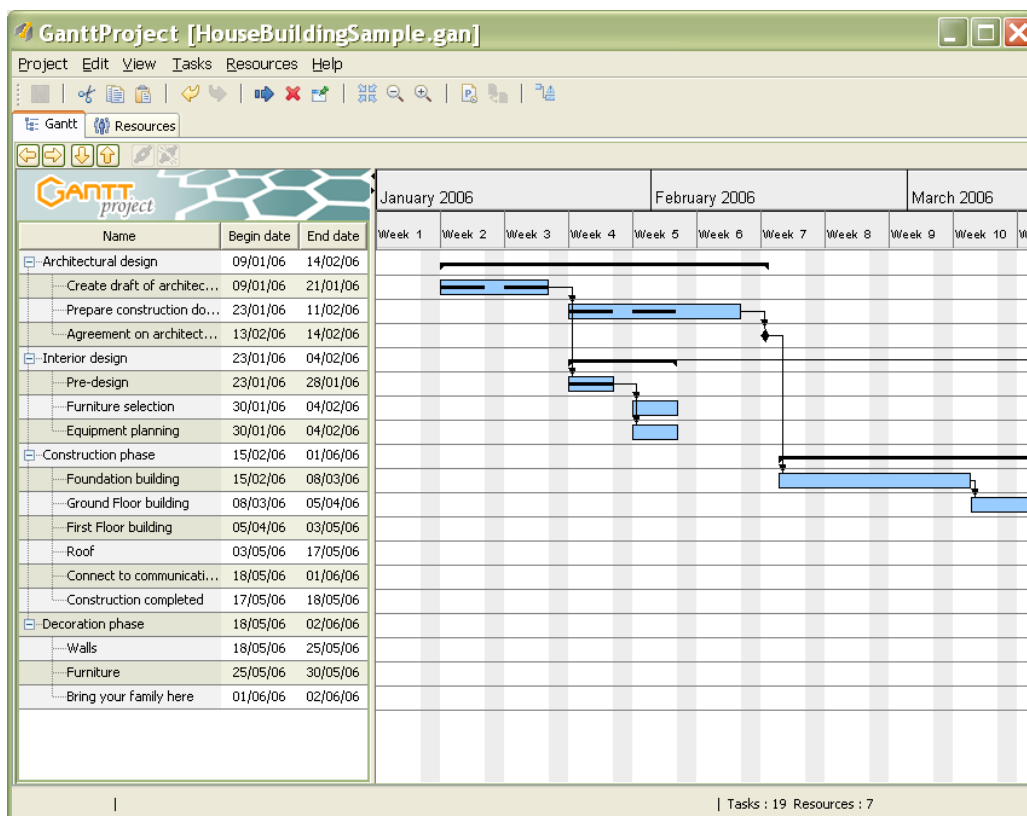 GanttProject [HouseBuildingSample.gan]
Project Edit View Tasks Resources Help
Gantt Resources
GANTT project
January 2006 February 2006 March 2006
Name Begin date End date Week 1 Week 2 Week 3 Week 4 Week 5 Week 6 Week 7 Week 8 Week 9 Week 10
Architectural design 09/01/06 14/02/06
Create draft of architec... 09/01/06 21/01/06
Prepare construction do... 23/01/06 11/02/06
Agreement on architect... 13/02/06 14/02/06
Interior design 23/01/06 04/02/06
Pre-design 23/01/06 28/01/06
Furniture selection 30/01/06 04/02/06
Equipment planning 30/01/06 04/02/06
Construction phase 15/02/06 01/06/06
Foundation building 15/02/06 08/03/06
Ground Floor building 08/03/06 05/04/06
First Floor building 05/04/06 03/05/06
Roof 03/05/06 17/05/06
Connect to communicati... 18/05/06 01/06/06
Construction completed 17/05/06 18/05/06
Decoration phase 18/05/06 02/06/06
Walls 18/05/06 25/05/06
Furniture 25/05/06 30/05/06
Bring your family here 01/06/06 02/06/06
Tasks : 19 Resources : 7